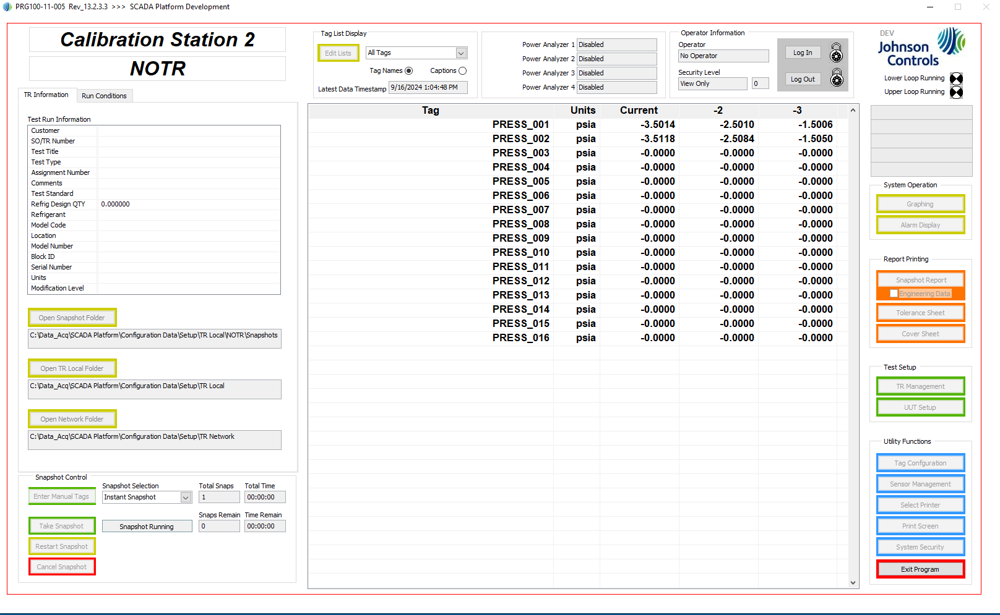 PRG100-11-005 Rev_13.2.3.3 >>> SCADA Platform Development
Calibration Station 2
NOTR
TR Information
Run Conditions
Test Run Information
Customer
SO/TR Number
Test Title
Test Type
Assignment Number
Comments
Test Standard
Refrig Design QTY 0.000000
Refrigerant
Model Code
Location
Model Number
Block ID
Serial Number
Units
Modification Level
Open Snapshot Folder
C:\Data_Acq\SCADA Platform\Configuration Data\Setup\TR Local\NOTR\Snapshots
Open TR Local Folder
C:\Data_Acq\SCADA Platform\Configuration Data\Setup\TR Local
Open Network Folder
C:\Data_Acq\SCADA Platform\Configuration Data\Setup\TR Network
Snapshot Control
Enter Manual Tags
Snapshot Selection
Instant Snapshot
Total Snaps
1
Total Time
00:00:00
Take Snapshot
Snapshot Running
Snaps Remain
0
Time Remain
00:00:00
Restart Snapshot
Cancel Snapshot
Tag List Display
Edit Lists
All Tags
Tag Names
Captions
Latest Data Timestamp 9/16/2024 1:04:48 PM
Power Analyzer 1 Disabled
Power Analyzer 2 Disabled
Power Analyzer 3 Disabled
Power Analyzer 4 Disabled
Operator Information
Operator
No Operator
Security Level
View Only 0
Log In
Log Out
DEV
Johnson
Controls
Lower Loop Running
Upper Loop Running
Tag Units Current -2 -3
PRESS_001 psia -3.5014 -2.5010 -1.5006
PRESS_002 psia -3.5118 -2.5084 -1.5050
PRESS_003 psia -0.0000 -0.0000 -0.0000
PRESS_004 psia -0.0000 -0.0000 -0.0000
PRESS_005 psia -0.0000 -0.0000 -0.0000
PRESS_006 psia -0.0000 -0.0000 -0.0000
PRESS_007 psia -0.0000 -0.0000 -0.0000
PRESS_008 psia -0.0000 -0.0000 -0.0000
PRESS_009 psia -0.0000 -0.0000 -0.0000
PRESS_010 psia -0.0000 -0.0000 -0.0000
PRESS_011 psia -0.0000 -0.0000 -0.0000
PRESS_012 psia -0.0000 -0.0000 -0.0000
PRESS_013 psia -0.0000 -0.0000 -0.0000
PRESS_014 psia -0.0000 -0.0000 -0.0000
PRESS_015 psia -0.0000 -0.0000 -0.0000
PRESS_016 psia -0.0000 -0.0000 -0.0000
System Operation
Graphing
Alarm Display
Report Printing
Snapshot Report
Engineering Data
Tolerance Sheet
Cover Sheet
Test Setup
TR Management
UUT Setup
Utility Functions
Tag Confguration
Sensor Management
Select Printer
Print Screen
System Security
Exit Program